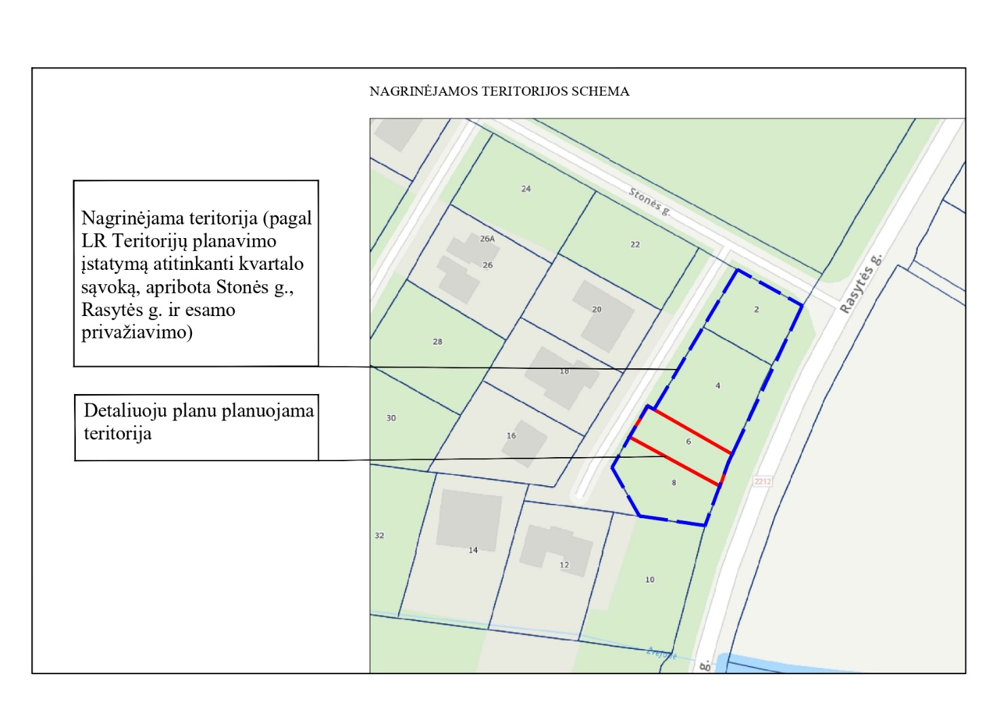 NAGRINĖJAMOS TERITORIJOS SCHEMA
Nagrinėjama teritorija (pagal
LR Teritorijų planavimo
įstatymą atitinkanti kvartalo
sąvoką, apribota Stonės g.,
Rasytės g. ir esamo
privažiavimo)
Detaliuoju planu planuojama
teritorija
24
Stonės g.
26A
22
26
Rasytės g.
20
2
28
18
4
30
16
6
8
2212
32
14
12
10
Žvejonė
g.